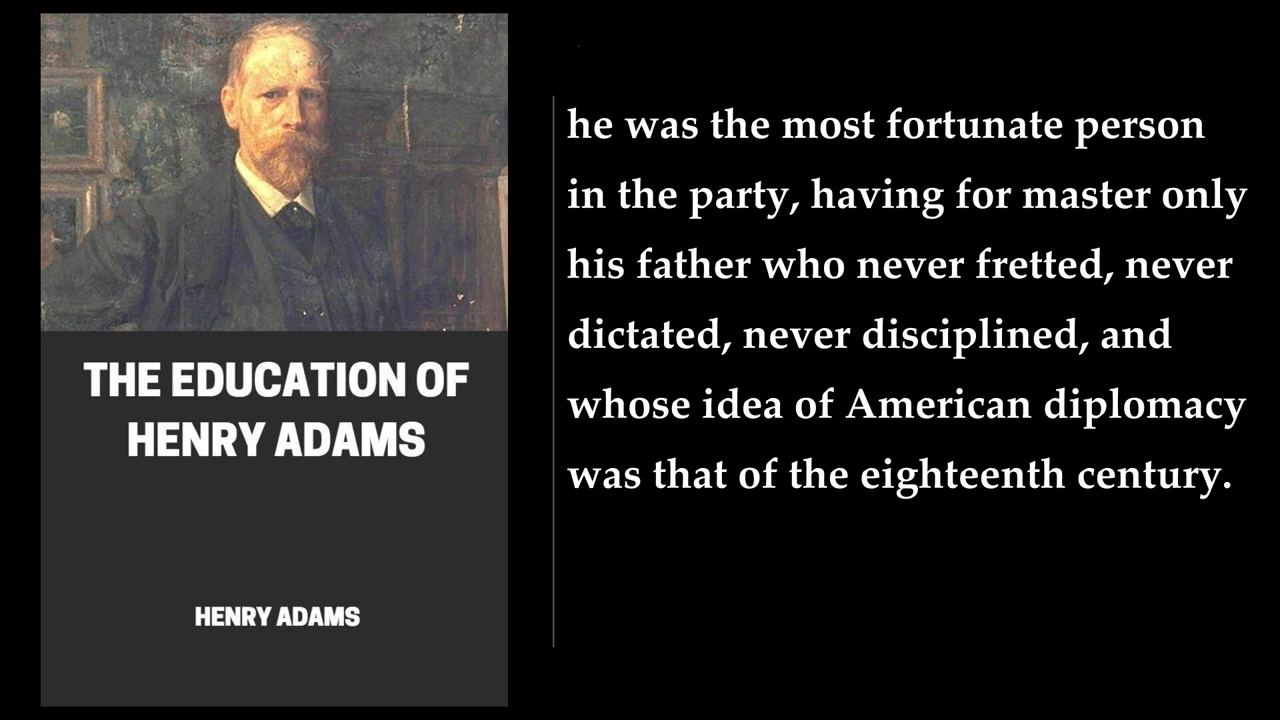 THE EDUCATION OF
HENRY ADAMS
HENRY ADAMS
he was the most fortunate person
in the party, having for master only
his father who never fretted, never
dictated, never disciplined, and
whose idea of American diplomacy
was that of the eighteenth century.